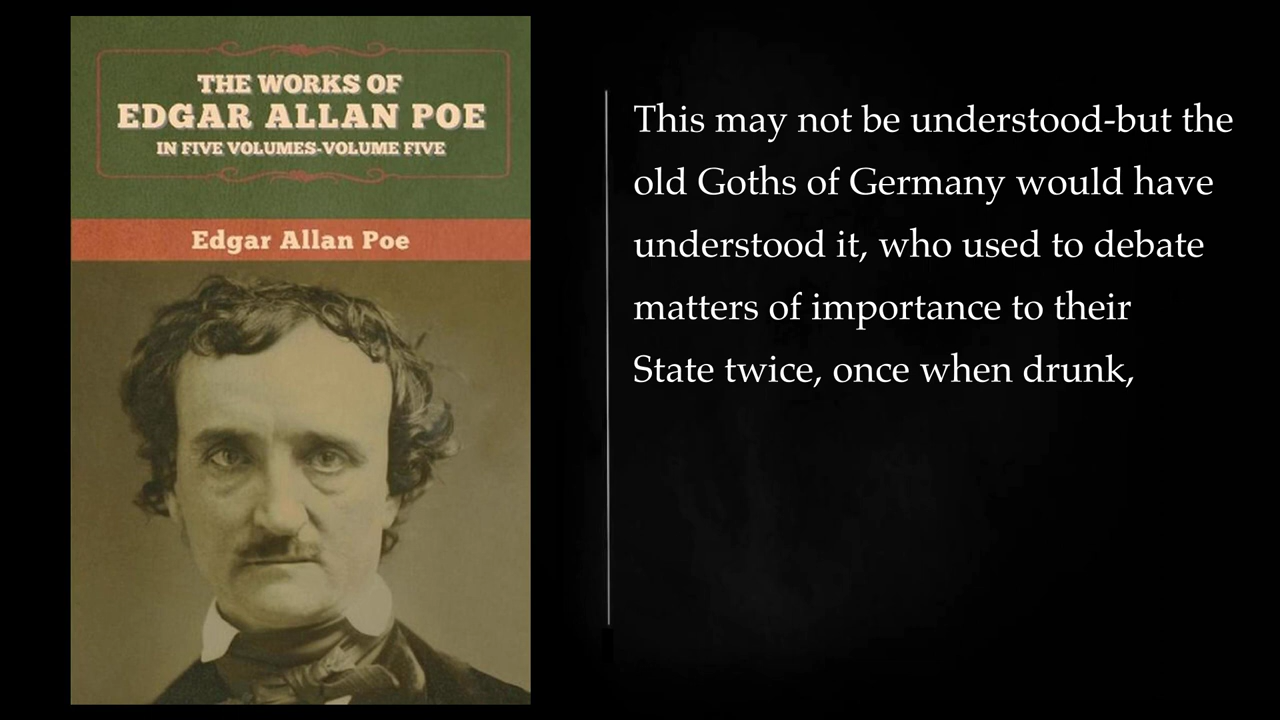 THE WORKS OF
EDGAR ALLAN POE
IN FIVE VOLUMES-VOLUME FIVE
Edgar Allan Poe
This may not be understood-but the
old Goths of Germany would have
understood it, who used to debate
matters of importance to their
State twice, once when drunk,